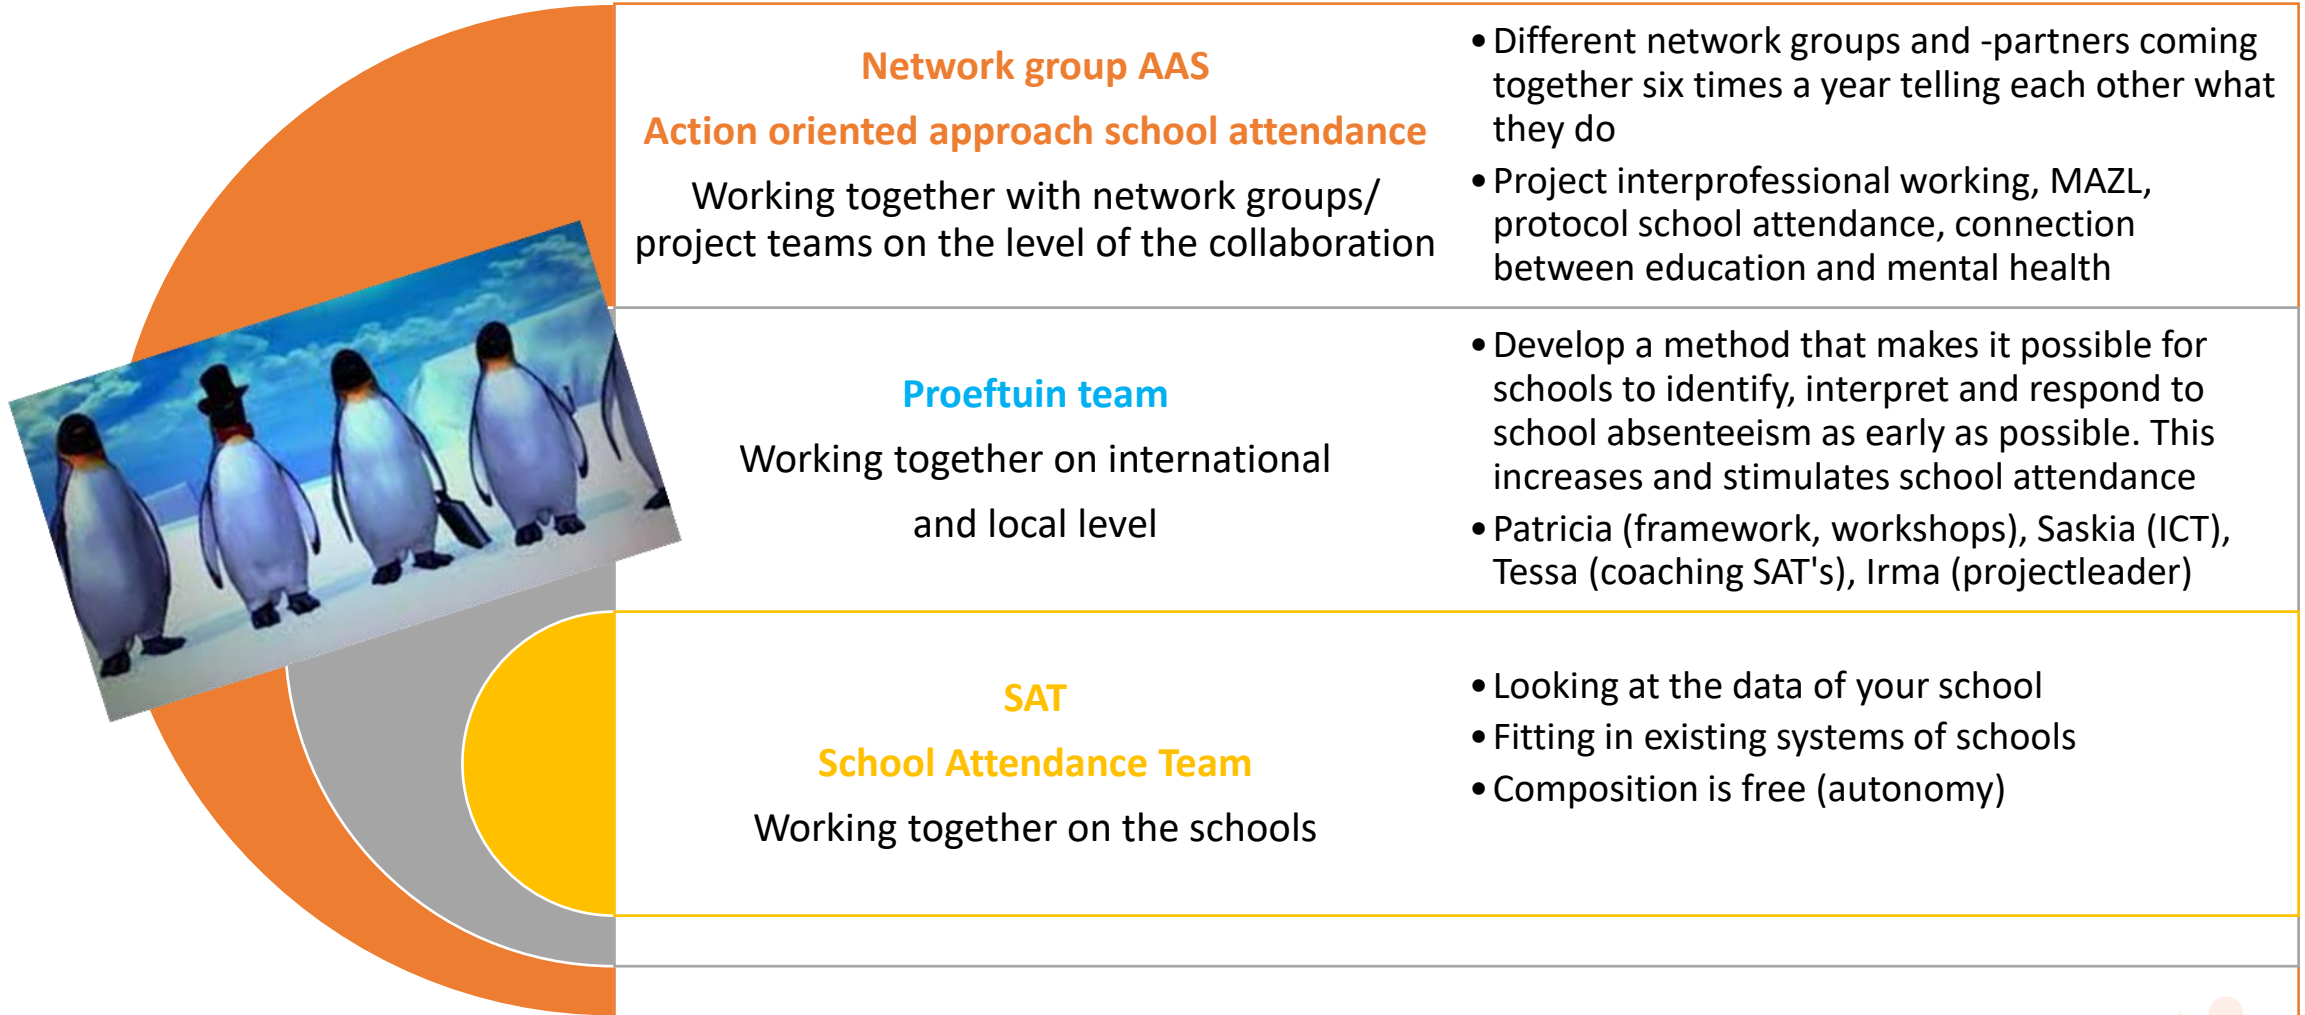 Network group AAS
Action oriented approach school attendance
Working together with network groups/
project teams on the level of the collaboration
•Different network groups and -partners coming
together six times a year telling each other what
they do
•Project interprofessional working, MAZL,
protocol school attendance, connection
between education and mental health
Proeftuin team
Working together on international
and local level
•Develop a method that makes it possible for
schools to identify, interpret and respond to
school absenteeism as early as possible. This
increases and stimulates school attendance
•Patricia (framework, workshops), Saskia (ICT),
Tessa (coaching SAT's), Irma (projectleader)
SAT
School Attendance Team
Working together on the schools
•Looking at the data of your school
•Fitting in existing systems of schools
•Composition is free (autonomy)